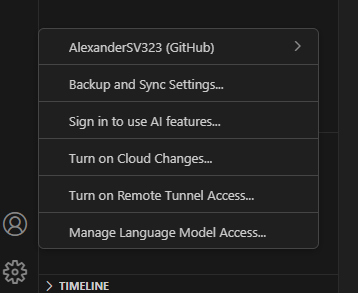 AlexanderSV323 (GitHub)
Backup and Sync Settings...
Sign in to use AI features...
Turn on Cloud Changes...
Turn on Remote Tunnel Access...
Manage Language Model Access...
TIMELINE